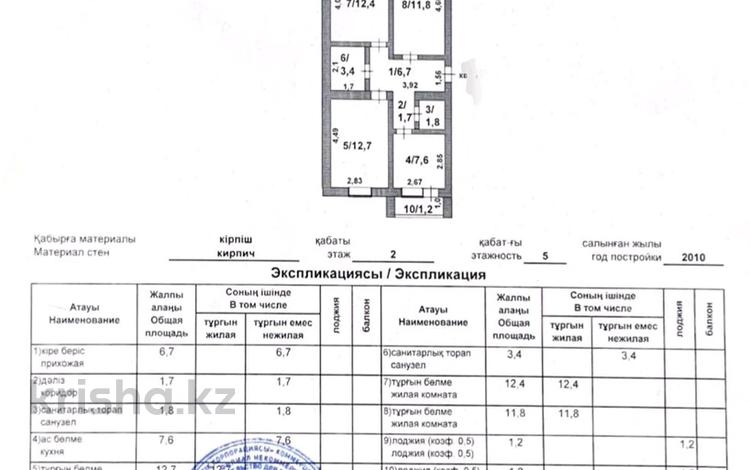 7/12,4
8/11,8
4,6
6/
3,4
2,1
1,7
1/6,7
3,92
1,56
кв
2/
1,7
3/
1,8
4,49
5/12,7
2,83
4/7,6
2,85
2,67
1,0
10/1,2
Қабырға материалы кірпіш қабаты қабат-ғы салынған жылы
Материал стен кирпич этаж 2 этажность 5 год постройки 2010
Экспликациясы / Экспликация
Атауы
Наименование
Жалпы
алаңы
Общая
площадь
Соның ішінде
В том числе
тұрғын
жилая
тұрғын емес
нежилая
лоджия
балкон
Атауы
Наименование
Жалпы
алаңы
Общая
площадь
Соның ішінде
В том числе
тұрғын
жилая
тұрғын емес
нежилая
лоджия
балкон
1)кіре беріс
прихожая
6,7 6,7
6)санитарлық торап
санузел
3,4 3,4
2)дәліз
коридор
1,7 1,7
7)тұрғын бөлме
жилая комната
12,4 12,4
3)санитарлық торап
санузел
1,8 1,8
8)тұрғын бөлме
жилая комната
11,8 11,8
4)ас бөлме
кухня
7,6 7,6
9)лоджия (коэф. 0,5)
лоджия (коэф. 0,5)
1,2 1,2
5)тұрғын бөлме
12,7
krisha.kz